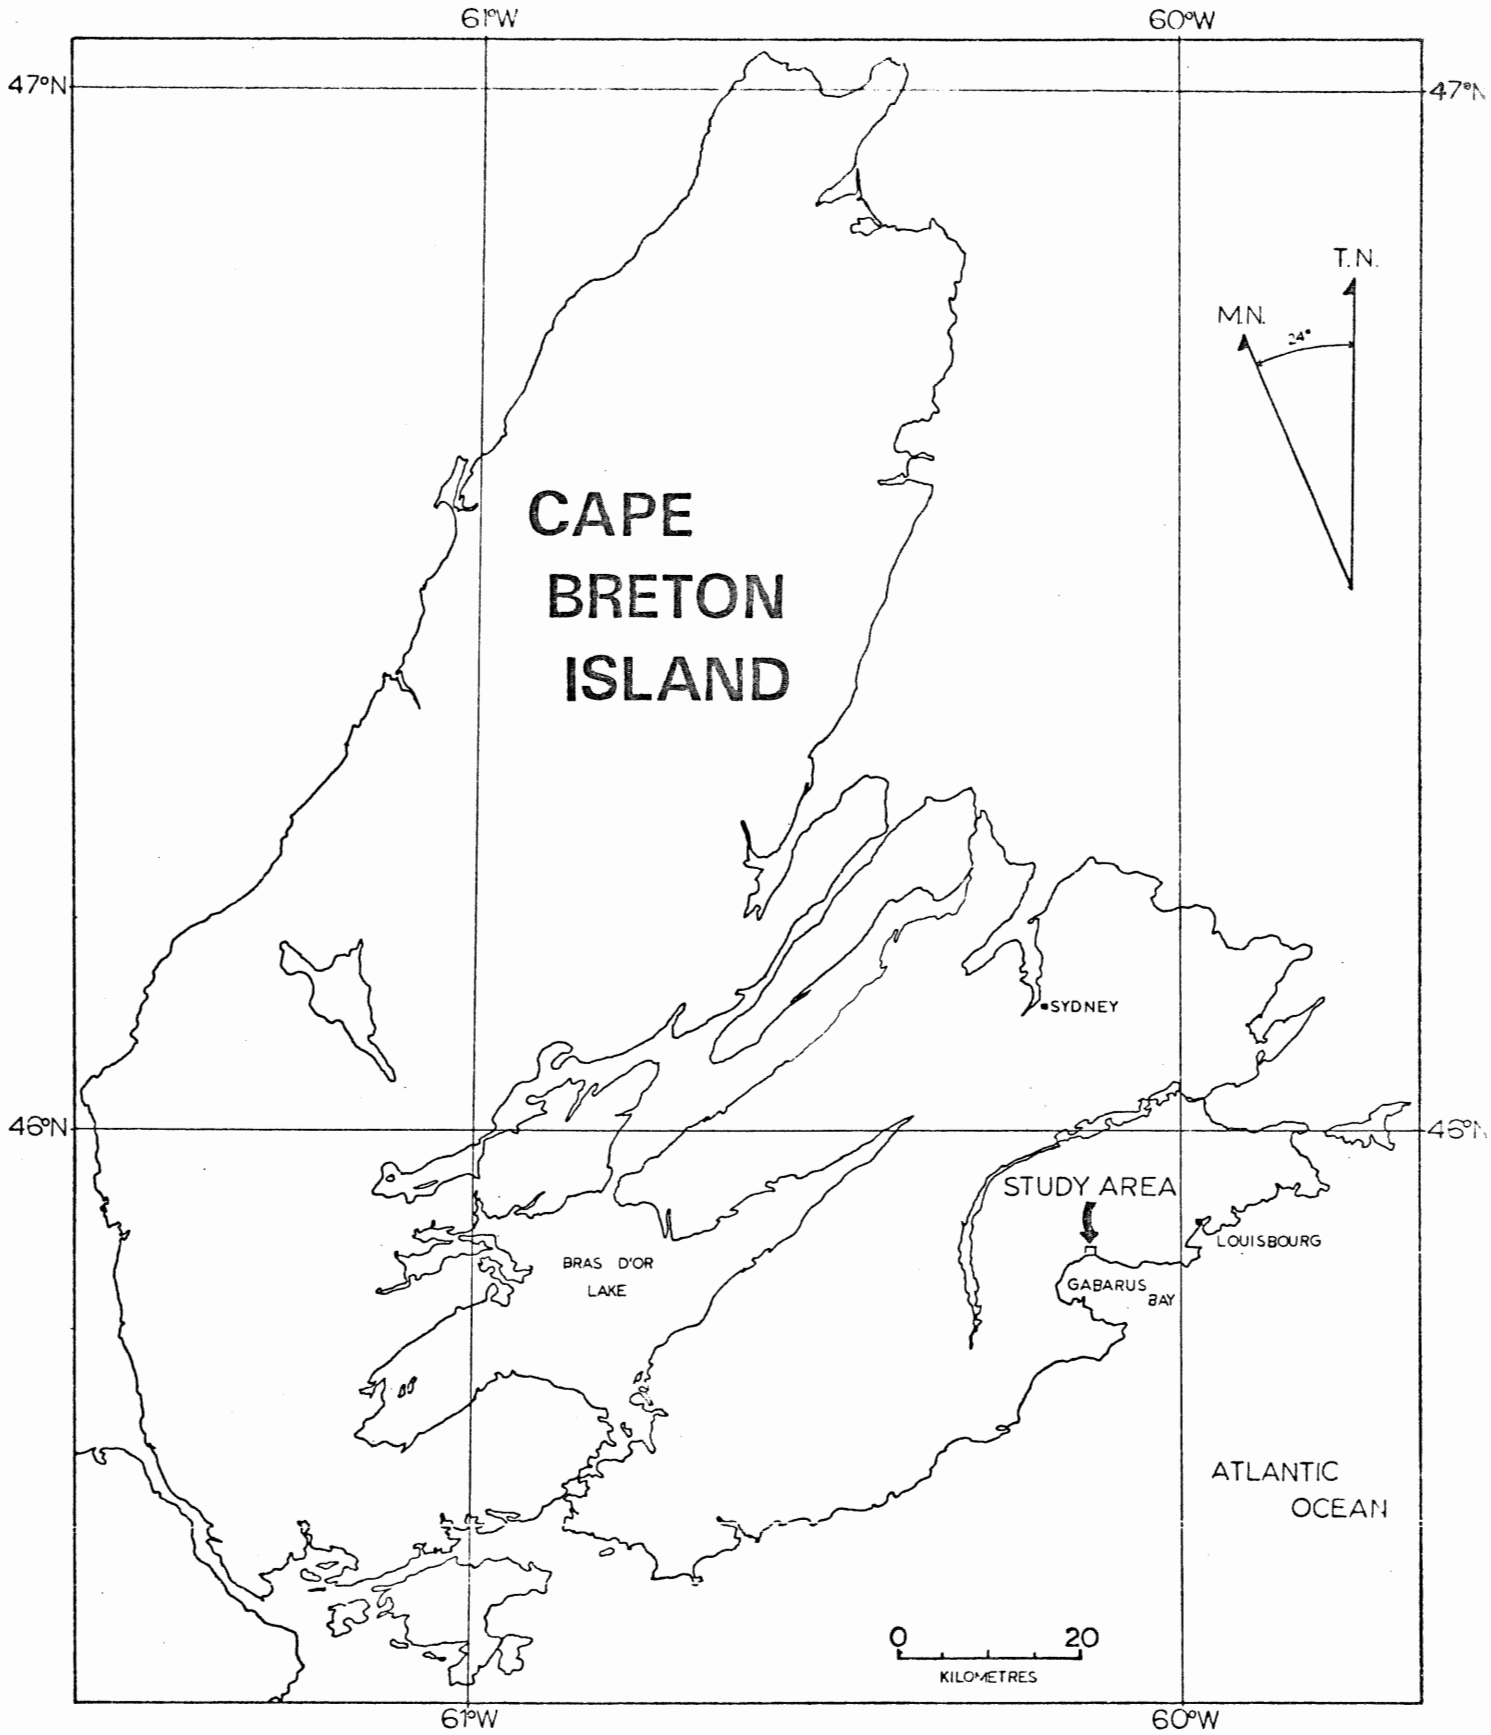 61°W
60°W
47°N
47°N
T.N.
M.N.
24°
CAPE
BRETON
ISLAND
SYDNEY
46°N
46°N
STUDY AREA
LOUISBOURG
BRAS D'OR
LAKE
GABARUS
BAY
ATLANTIC
OCEAN
0
20
KILOMETRES
61°W
60°W